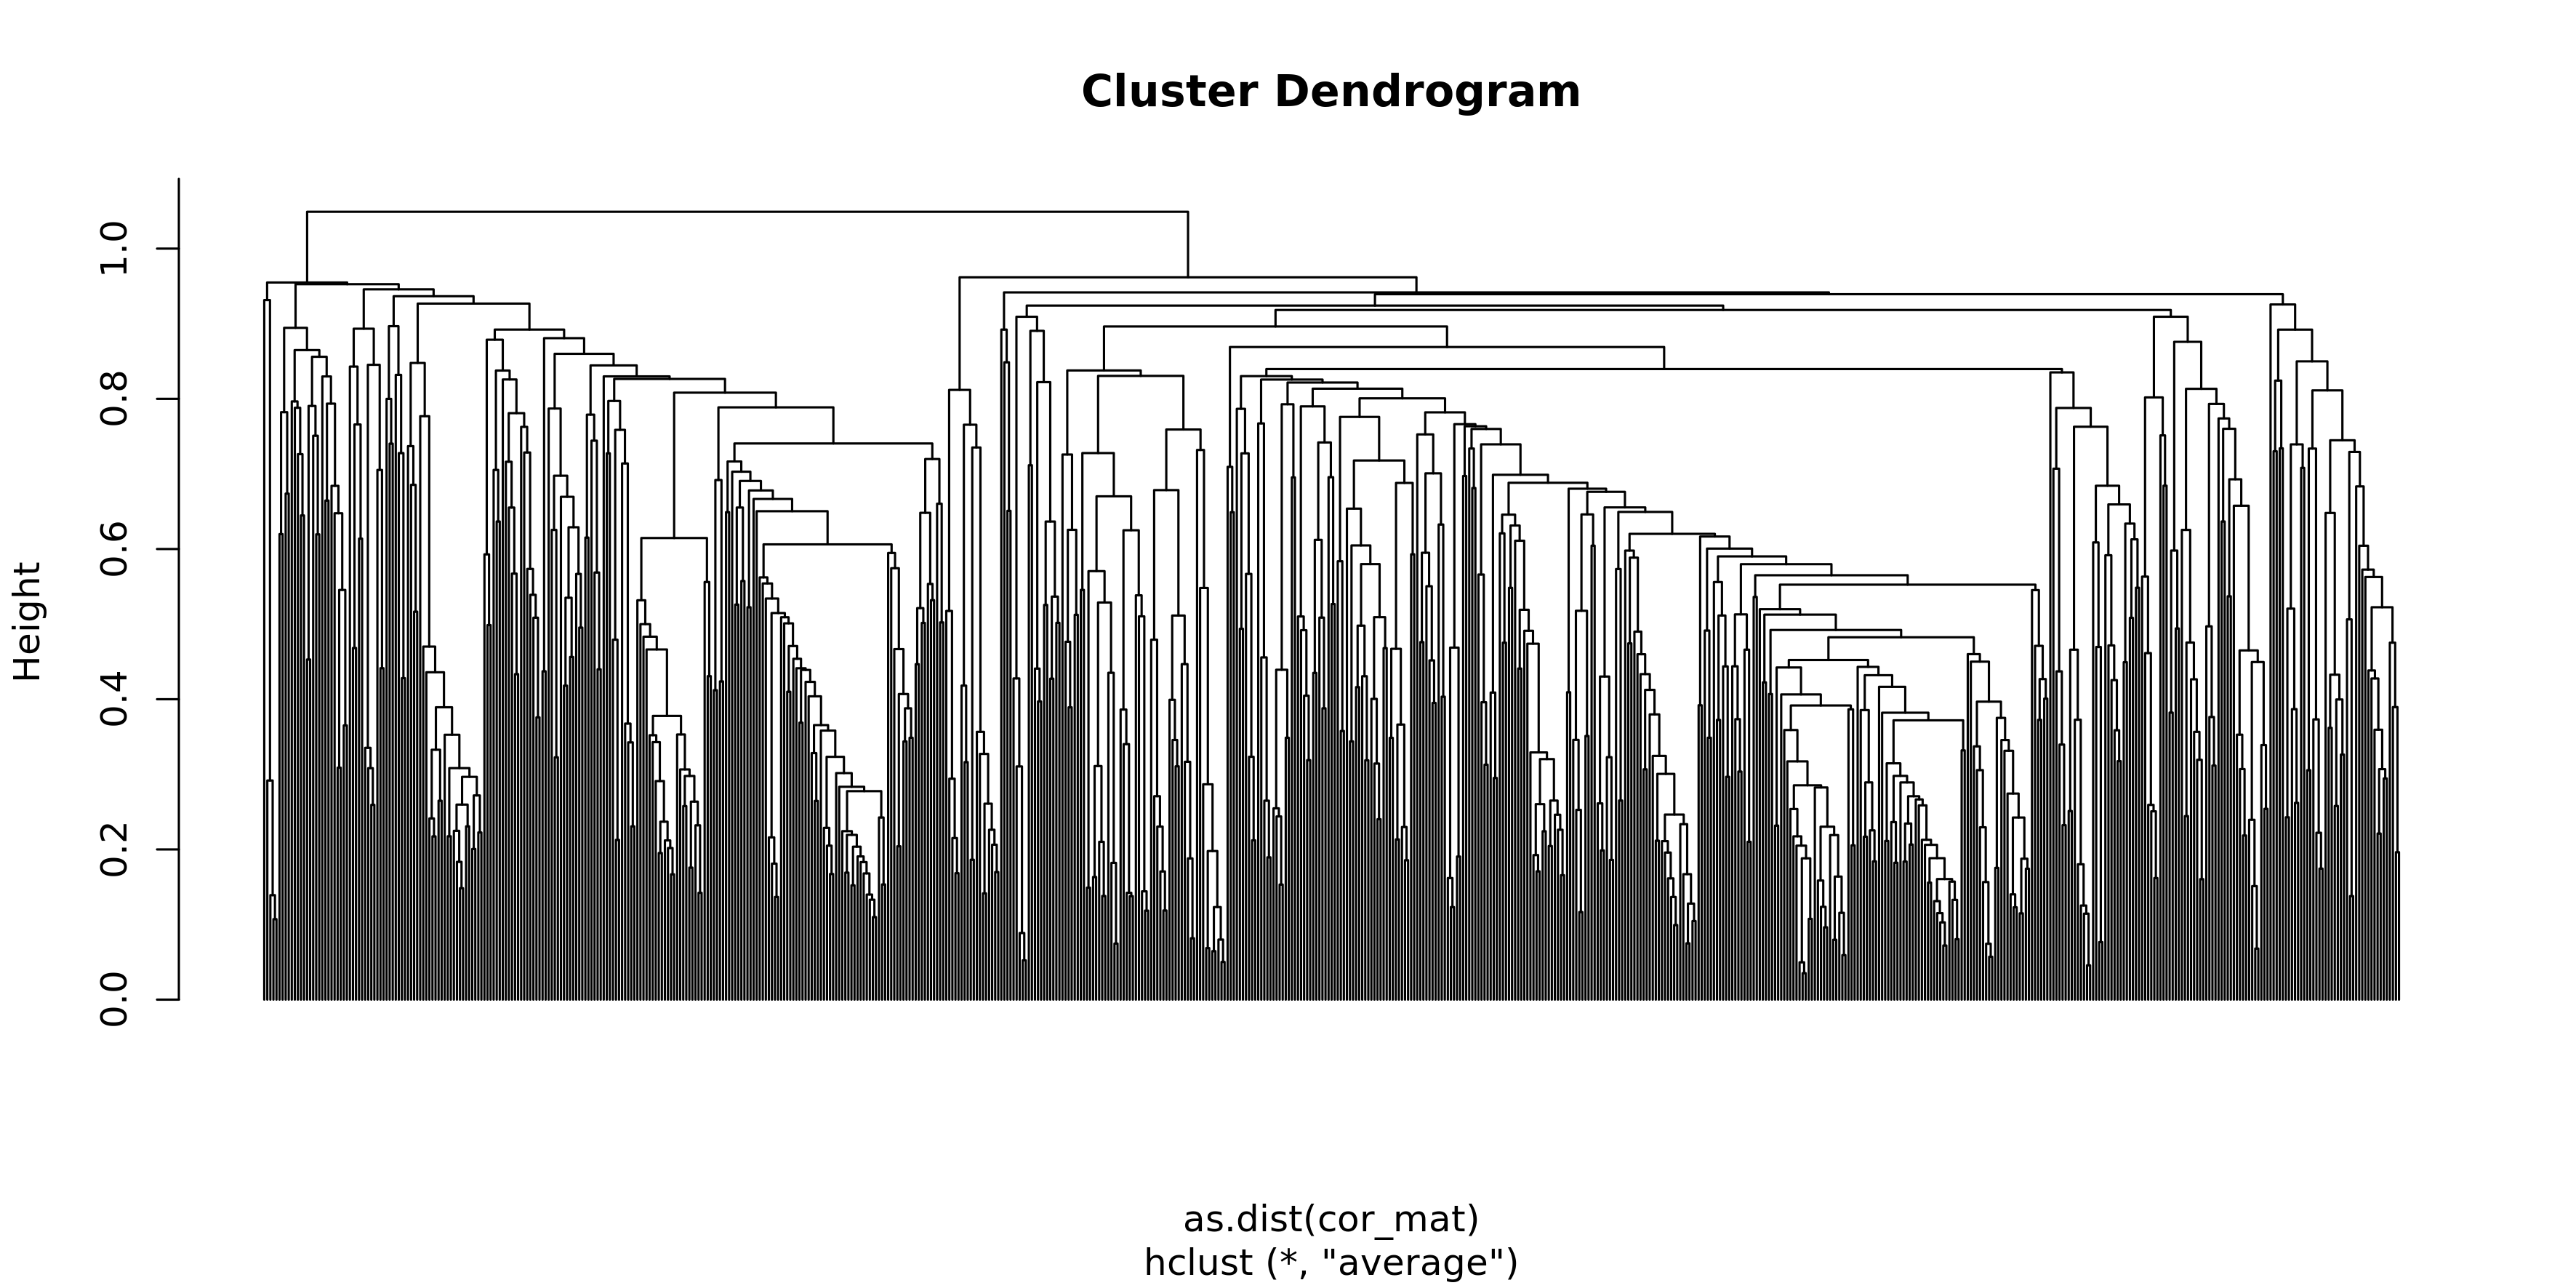 Cluster Dendrogram
Height
1.0
0.8
0.6
0.4
0.2
0.0
as.dist(cor_mat)
hclust (*, "average")